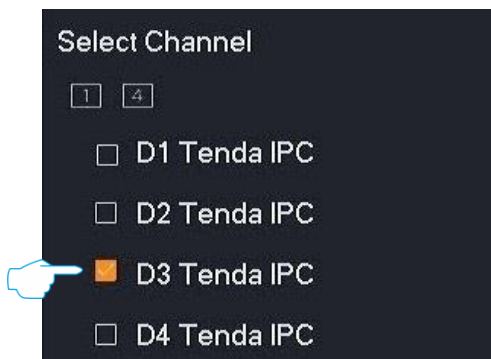 Select Channel
1 4
D1 Tenda IPC
D2 Tenda IPC
D3 Tenda IPC
D4 Tenda IPC